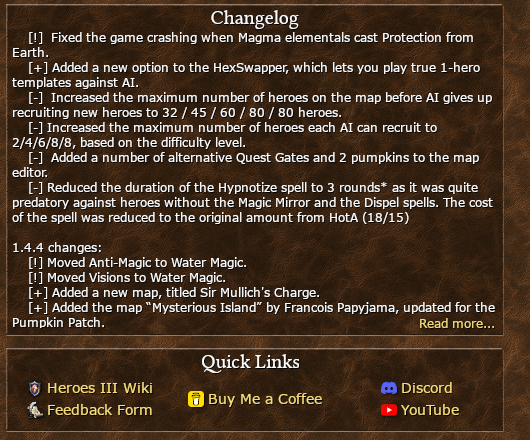 Changelog
[!]  Fixed the game crashing when Magma elementals cast Protection from
Earth.
[+] Added a new option to the HexSwapper, which lets you play true 1-hero
templates against AI.
[-]  Increased the maximum number of heroes on the map before AI gives up
recruiting new heroes to 32 / 45 / 60 / 80 / 80 heroes.
[-] Increased the maximum number of heroes each AI can recruit to
2/4/6/8/8, based on the difficulty level.
[-]  Added a number of alternative Quest Gates and 2 pumpkins to the map
editor.
[-] Reduced the duration of the Hypnotize spell to 3 rounds* as it was quite
predatory against heroes without the Magic Mirror and the Dispel spells. The cost
of the spell was reduced to the original amount from HotA (18/15)
1.4.4 changes:
[!] Moved Anti-Magic to Water Magic.
[!] Moved Visions to Water Magic.
[+] Added a new map, titled Sir Mullich's Charge.
[+] Added the map “Mysterious Island” by Francois Papyjama, updated for the
Pumpkin Patch.
Read more...
Quick Links
Heroes III Wiki
Feedback Form
Buy Me a Coffee
Discord
YouTube